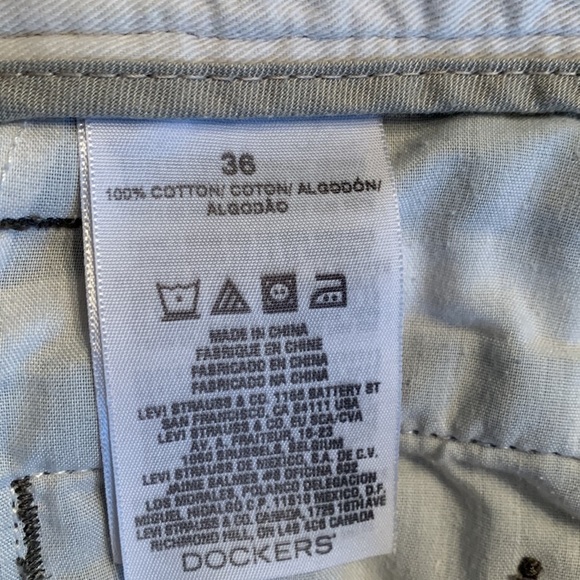 36
100% COTTON/ COTON/ ALGODÓN/
ALGODÃO
MADE IN CHINA
FABRIQUE EN CHINE
FABRICADO EN CHINA
FABRICADO NA CHINA
LEVI STRAUSS & CO. 1155 BATTERY ST
SAN FRANCISCO, CA 94111 USA
LEVI STRAUSS & CO. EU SCA/CVA
AV. A. FRAITEUR, 15-23
BRUSSELS, BELGIUM
LEVI STRAUSS DE MEXICO, S.A. DE C.V.
JAIME BALMES #8 OFICINA 602
LOS MORALES, POLANCO DELEGACION
MIGUEL HIDALGO C.P. 11510 MEXICO, D.F.
LEVI STRAUSS & CO. CANADA, 1725 16TH AVE
RICHMOND HILL, ON L4B 4C6 CANADA
DOCKERS®